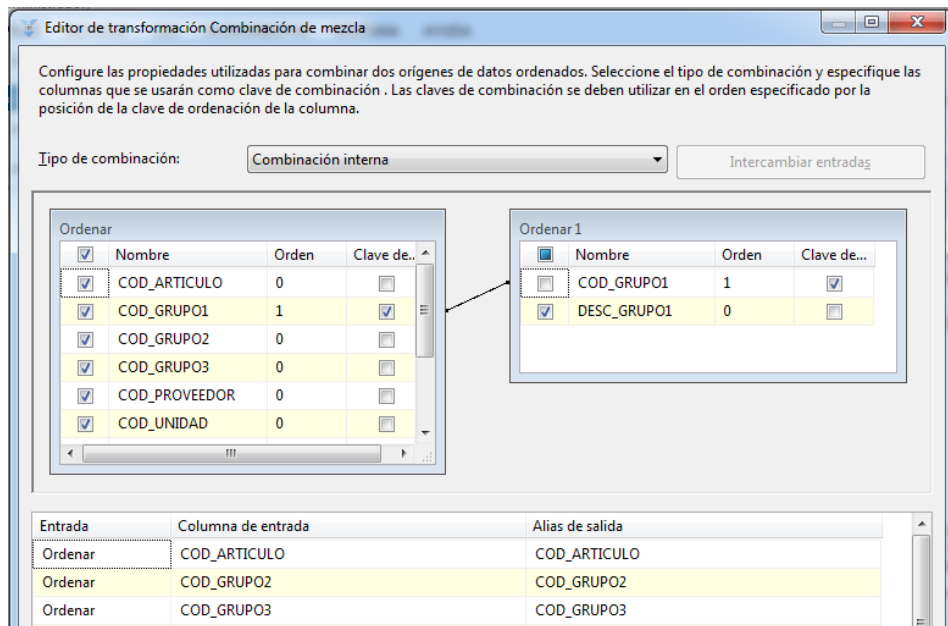 Editor de transformación Combinación de mezcla
Configure las propiedades utilizadas para combinar dos orígenes de datos ordenados. Seleccione el tipo de combinación y especifique las
columnas que se usarán como clave de combinación . Las claves de combinación se deben utilizar en el orden especificado por la
posición de la clave de ordenación de la columna.
Tipo de combinación: Combinación interna Intercambiar entradas
Ordenar
Nombre Orden Clave de...
COD_ARTICULO 0
COD_GRUPO1 1
COD_GRUPO2 0
COD_GRUPO3 0
COD_PROVEEDOR 0
COD_UNIDAD 0
Ordenar 1
Nombre Orden Clave de...
COD_GRUPO1 1
DESC_GRUPO1 0
Entrada Columna de entrada Alias de salida
Ordenar COD_ARTICULO COD_ARTICULO
Ordenar COD_GRUPO2 COD_GRUPO2
Ordenar COD_GRUPO3 COD_GRUPO3